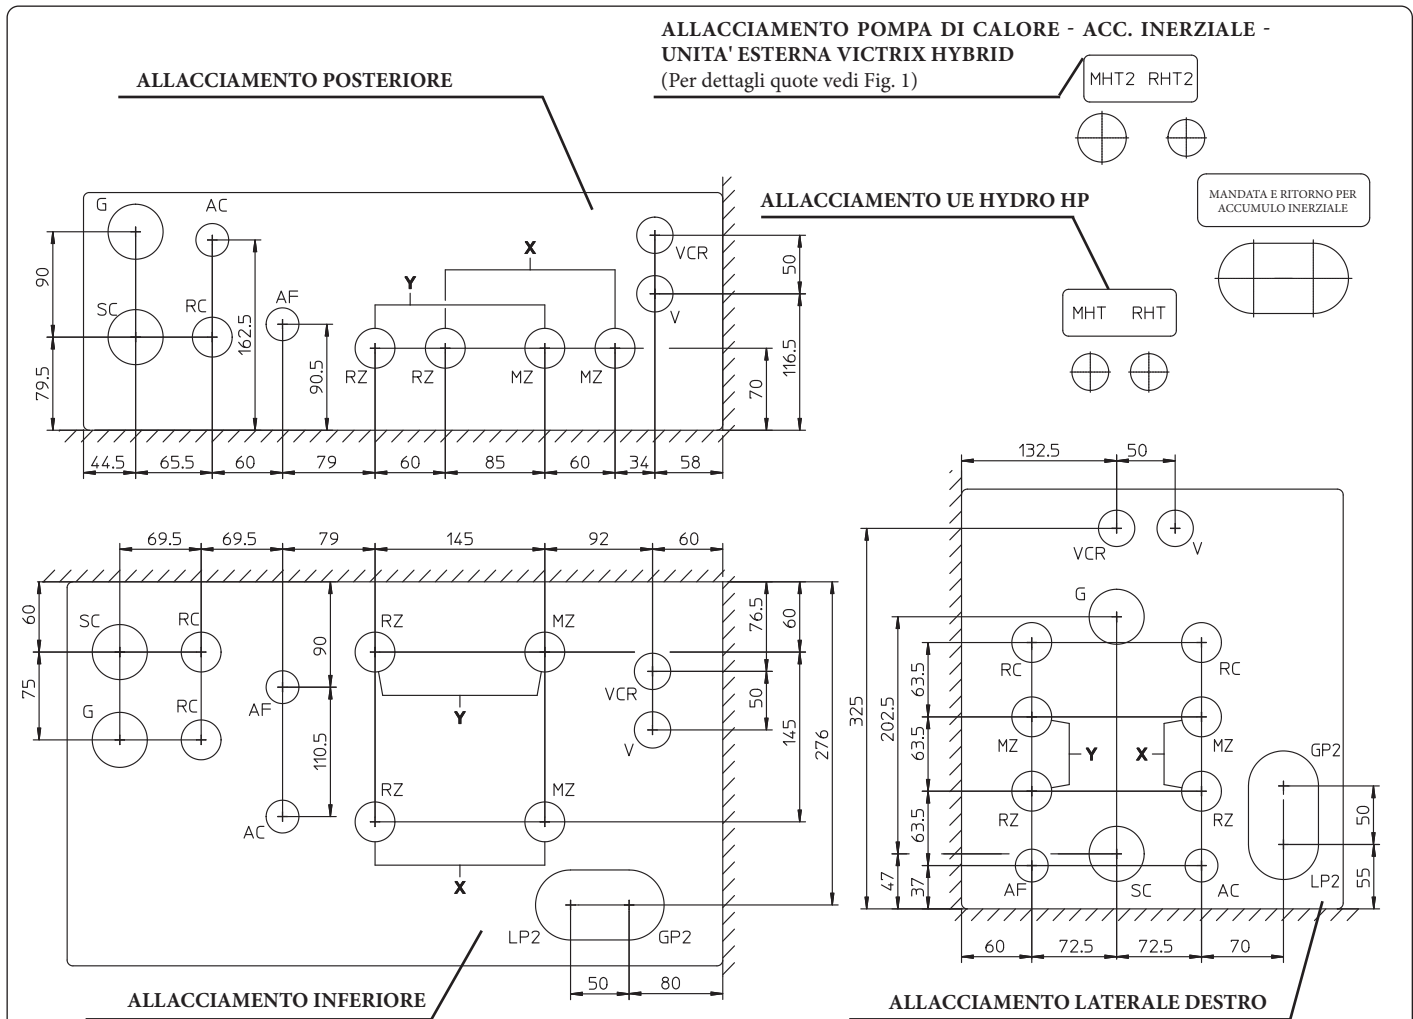 ALLACCIAMENTO POMPA DI CALORE - ACC. INERZIALE -
UNITA' ESTERNA VICTRIX HYBRID
(Per dettagli quote vedi Fig. 1)
MHT2 RHT2
ALLACCIAMENTO POSTERIORE
MANDATA E RITORNO PER
ACCUMULO INERZIALE
ALLACCIAMENTO UE HYDRO HP
MHT RHT
G
AC
SC
RC
AF
Y
X
VCR
V
RZ
RZ
MZ
MZ
90
79.5
162.5
90.5
50
116.5
70
44.5
65.5
60
79
60
85
60
34
58
69.5
69.5
79
145
92
60
SC
RC
G
RC
AF
AC
RZ
MZ
Y
RZ
MZ
X
VCR
V
LP2
GP2
60
75
90
110.5
76.5
50
60
145
276
50
80
ALLACCIAMENTO INFERIORE
132.5
50
VCR
V
G
RC
RC
MZ
MZ
Y
X
RZ
RZ
AF
SC
AC
GP2
LP2
325
202.5
47
63.5
63.5
63.5
37
50
55
60
72.5
72.5
70
ALLACCIAMENTO LATERALE DESTRO